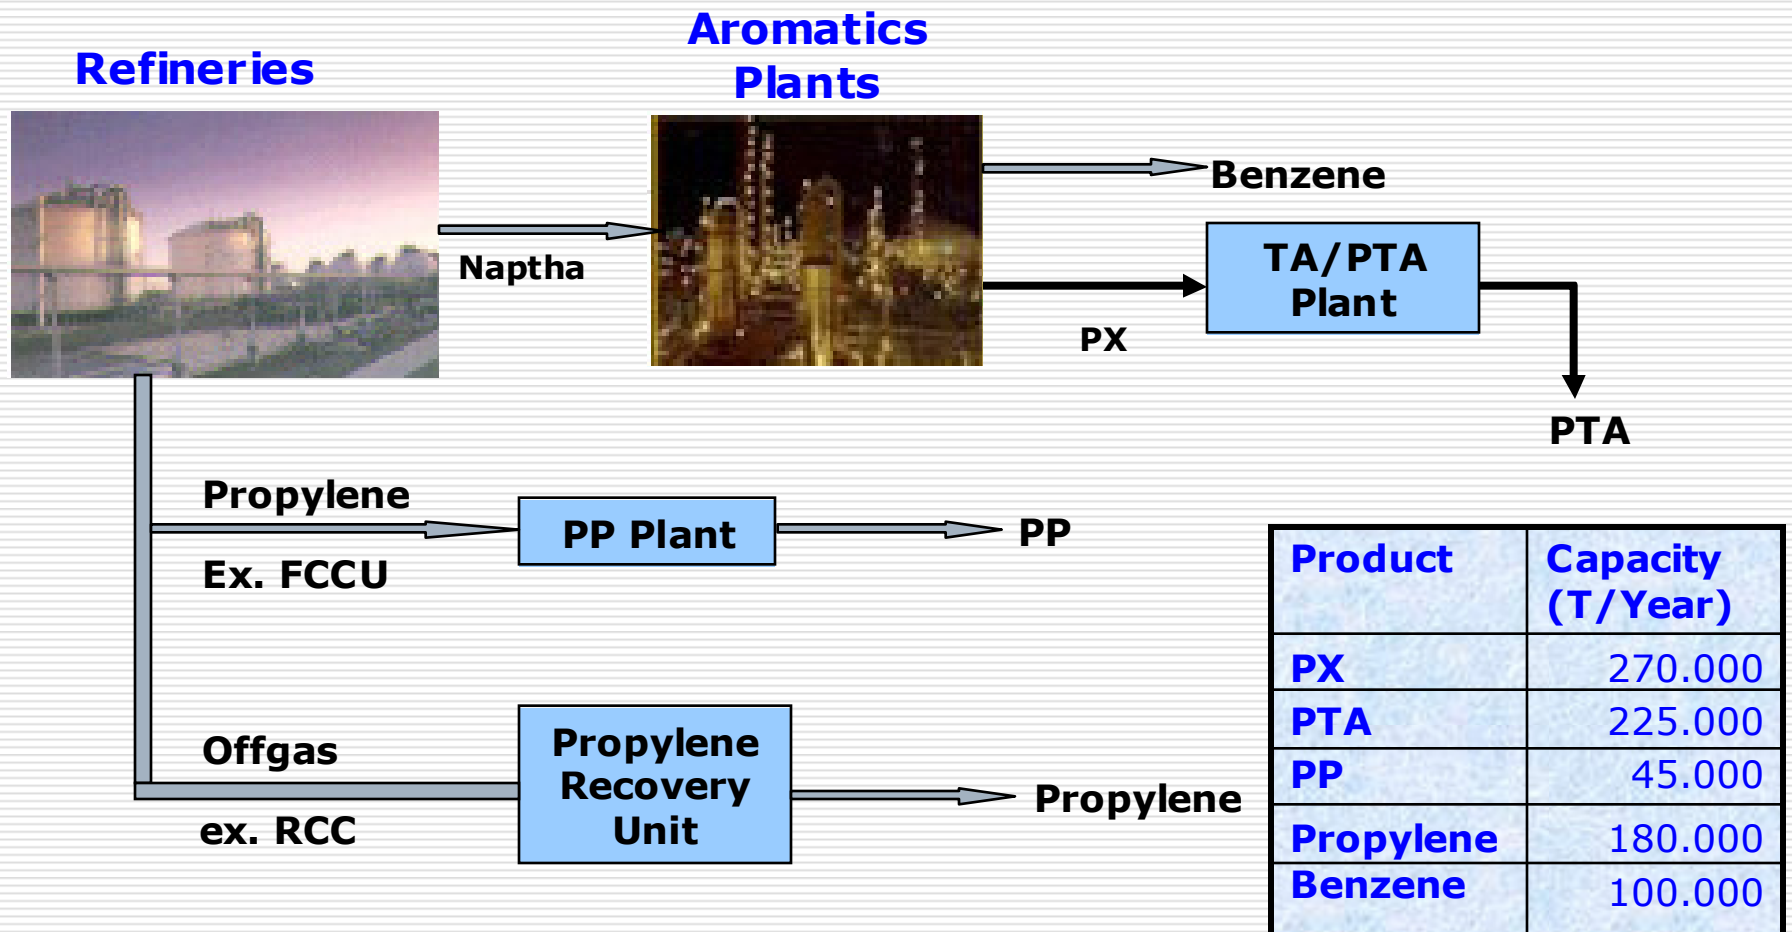 Refineries
Aromatics
Plants
Naptha
Benzene
TA/PTA
Plant
PX
PTA
Propylene
Ex. FCCU
PP Plant
PP
Offgas
ex. RCC
Propylene
Recovery
Unit
Propylene
Product Capacity
(T/Year)
PX 270.000
PTA 225.000
PP 45.000
Propylene 180.000
Benzene 100.000